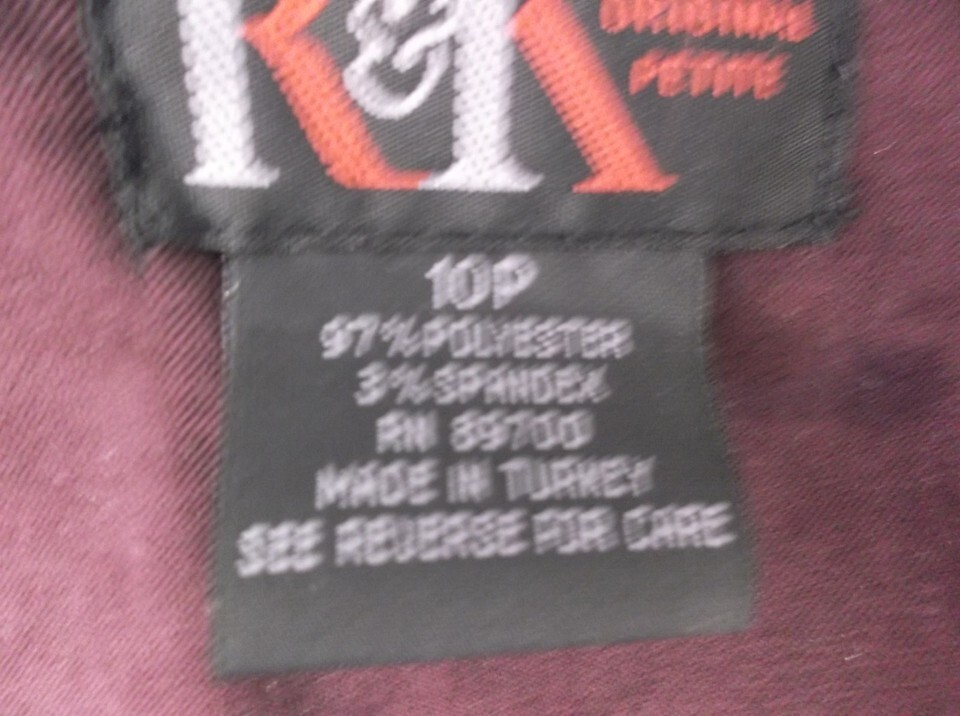 R&K
ORIGINAL
PETITE
10P
97%POLYESTER
3%SPANDEX
RN 89700
MADE IN TURKEY
SEE REVERSE FOR CARE